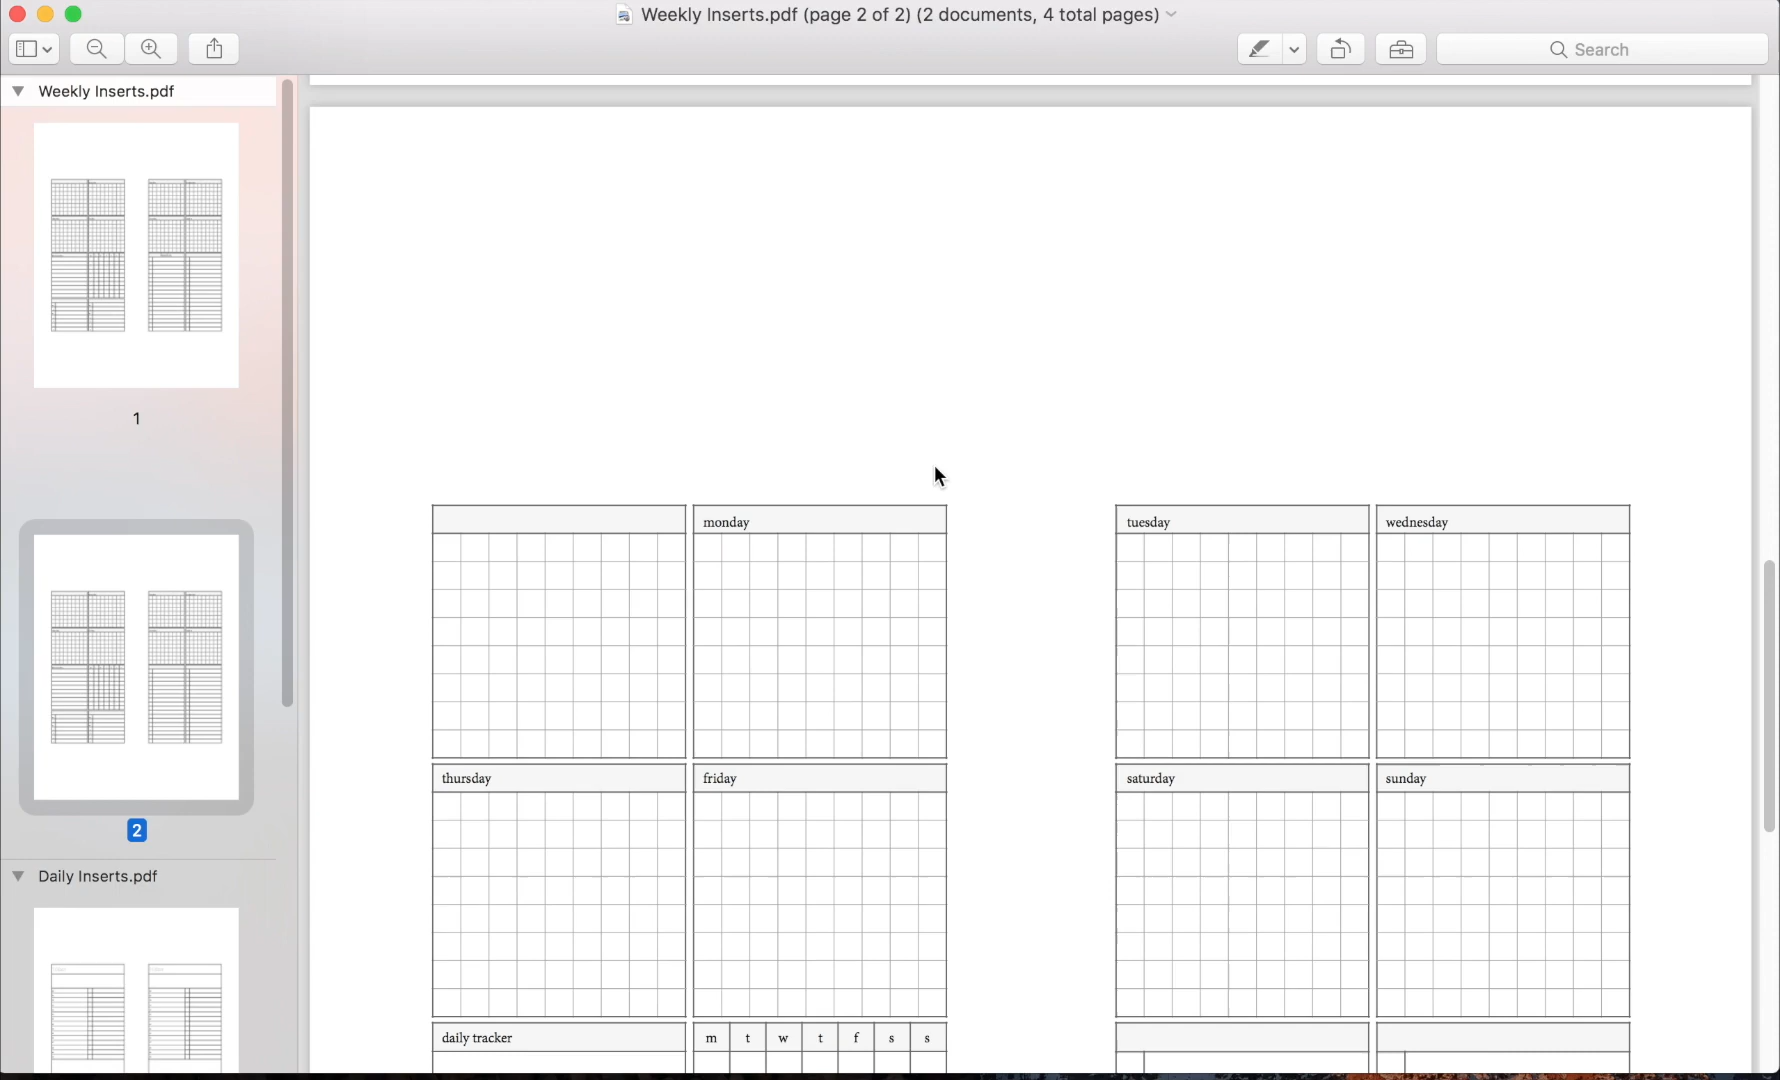 Weekly Inserts.pdf (page 2 of 2) (2 documents, 4 total pages)
Search
Weekly Inserts.pdf
1
2
Daily Inserts.pdf
monday
tuesday
wednesday
thursday
friday
saturday
sunday
daily tracker
m t w t f s s